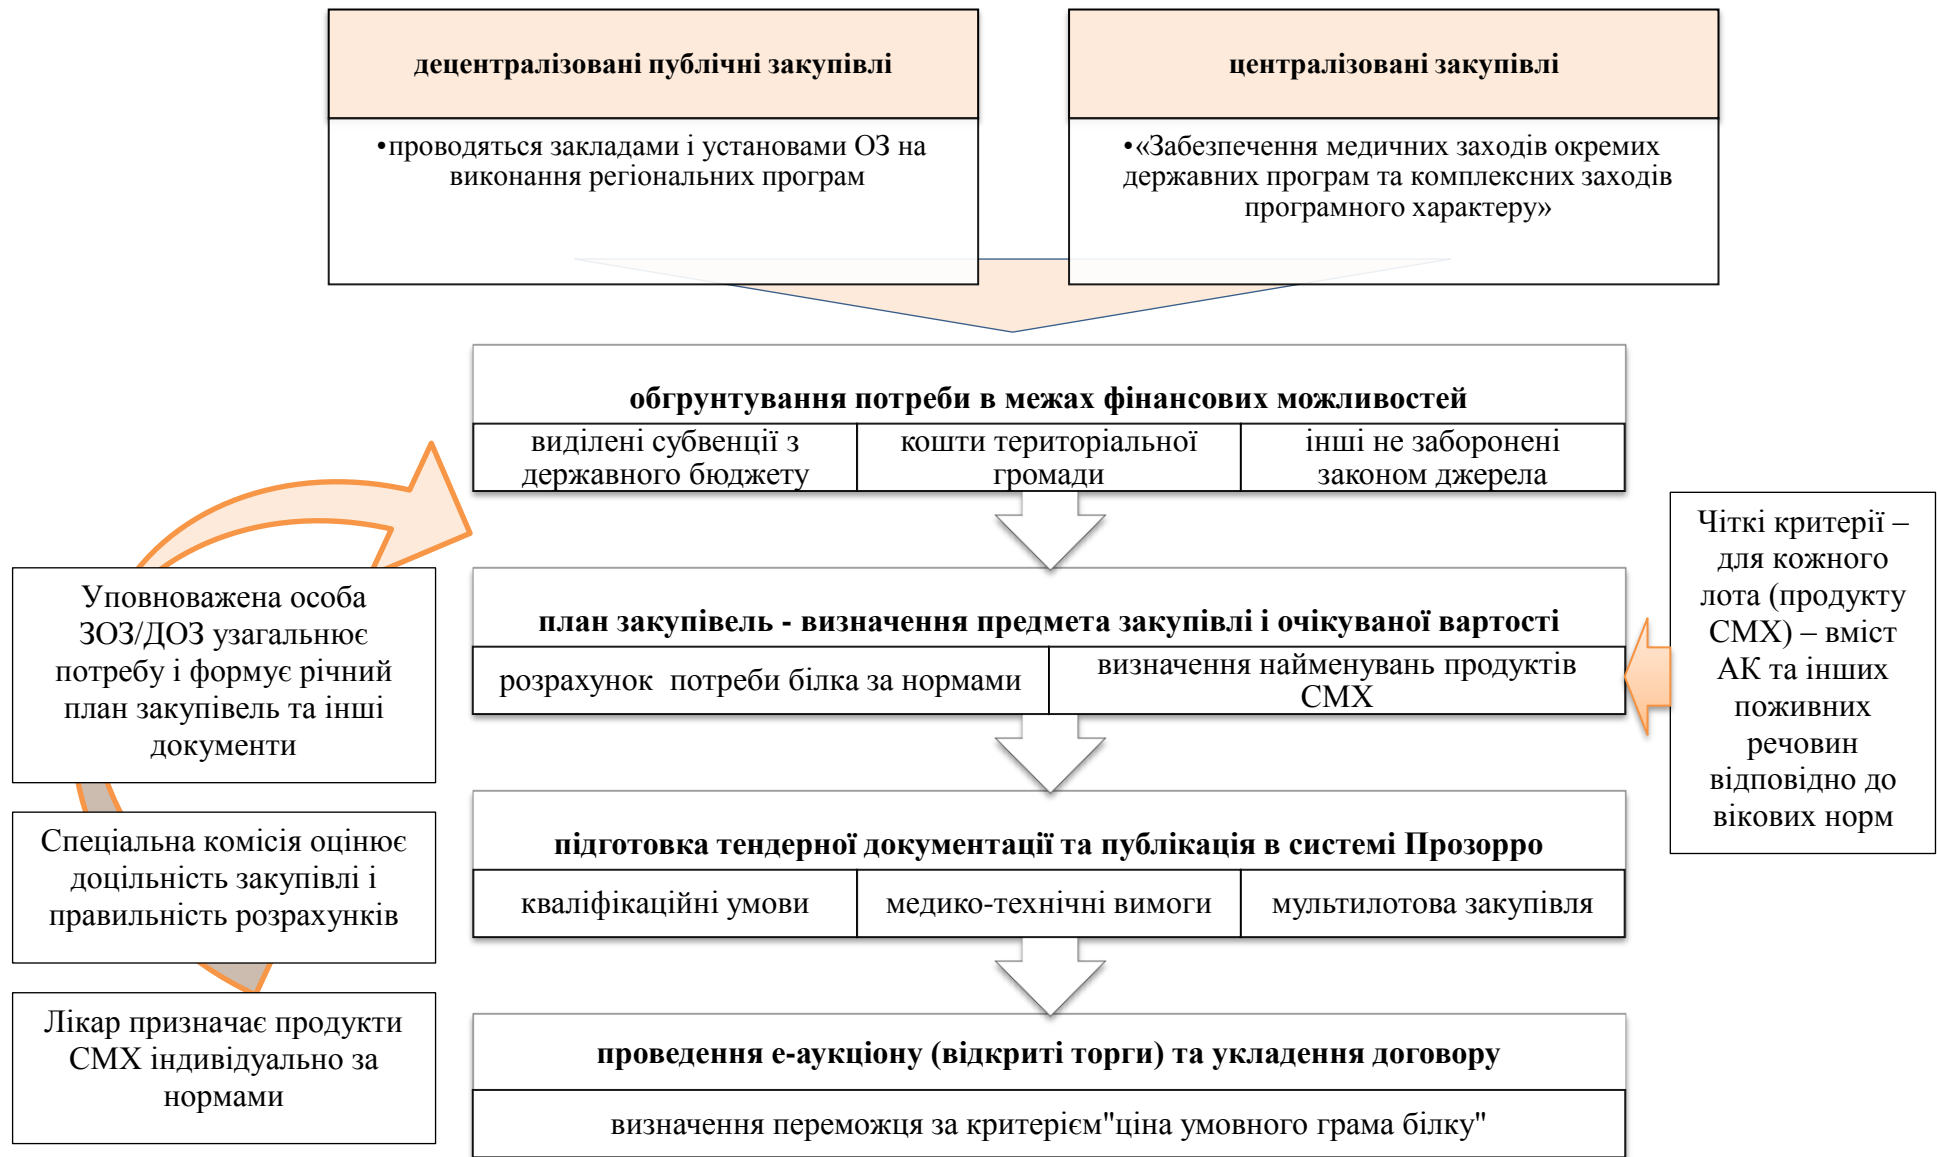 децентралізовані публічні закупівлі
•проводяться закладами і установами ОЗ на
виконання регіональних програм
централізовані закупівлі
•«Забезпечення медичних заходів окремих
державних програм та комплексних заходів
програмного характеру»
обгрунтування потреби в межах фінансових можливостей
виділені субвенції з
державного бюджету
кошти територіальної
громади
інші не заборонені
законом джерела
план закупівель - визначення предмета закупівлі і очікуваної вартості
розрахунок потреби білка за нормами
визначення найменувань продуктів
СМХ
підготовка тендерної документації та публікація в системі Прозорро
кваліфікаційні умови
медико-технічні вимоги
мультилотова закупівля
проведення е-аукціону (відкриті торги) та укладення договору
визначення переможця за критерієм"ціна умовного грама білку"
Уповноважена особа
ЗОЗ/ДОЗ узагальнює
потребу і формує річний
план закупівель та інші
документи
Спеціальна комісія оцінює
доцільність закупівлі і
правильність розрахунків
Лікар призначає продукти
СМХ індивідуально за
нормами
Чіткі критерії –
для кожного
лота (продукту
СМХ) – вміст
АК та інших
поживних
речовин
відповідно до
вікових норм